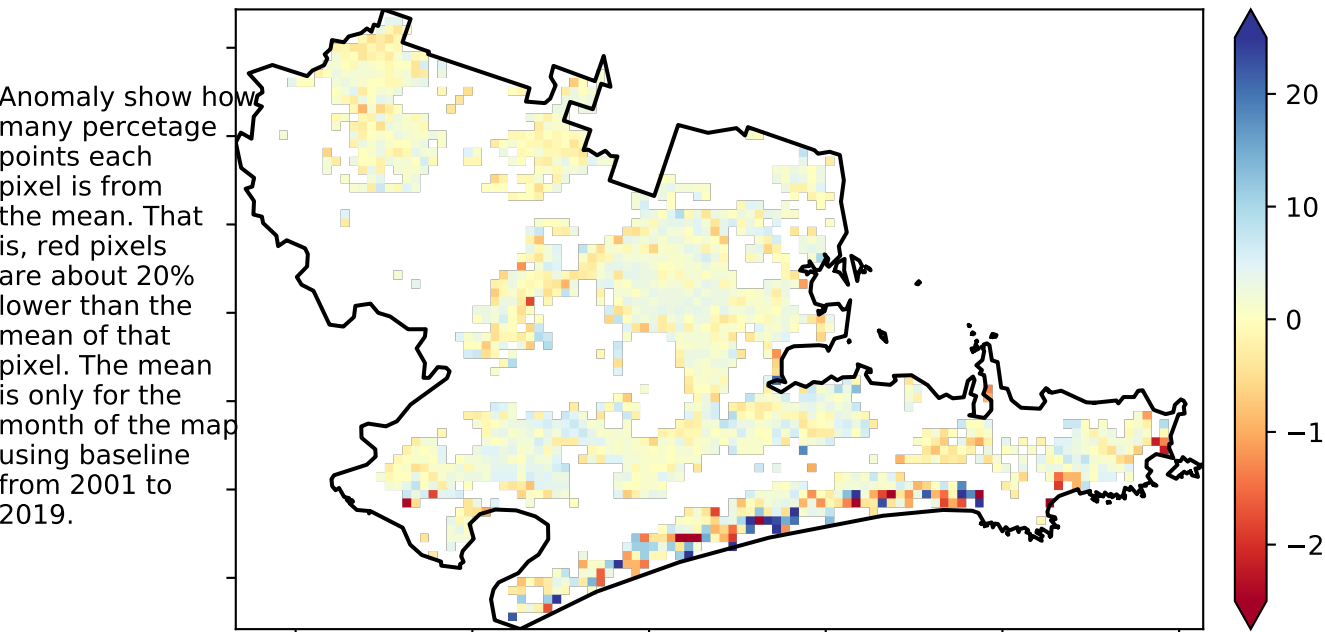 Anomaly show how
many percetage
points each
pixel is from
the mean. That
is, red pixels
are about 20%
lower than the
mean of that
pixel. The mean
is only for the
month of the map
using baseline
from 2001 to
2019.
20
10
0
−1
−2